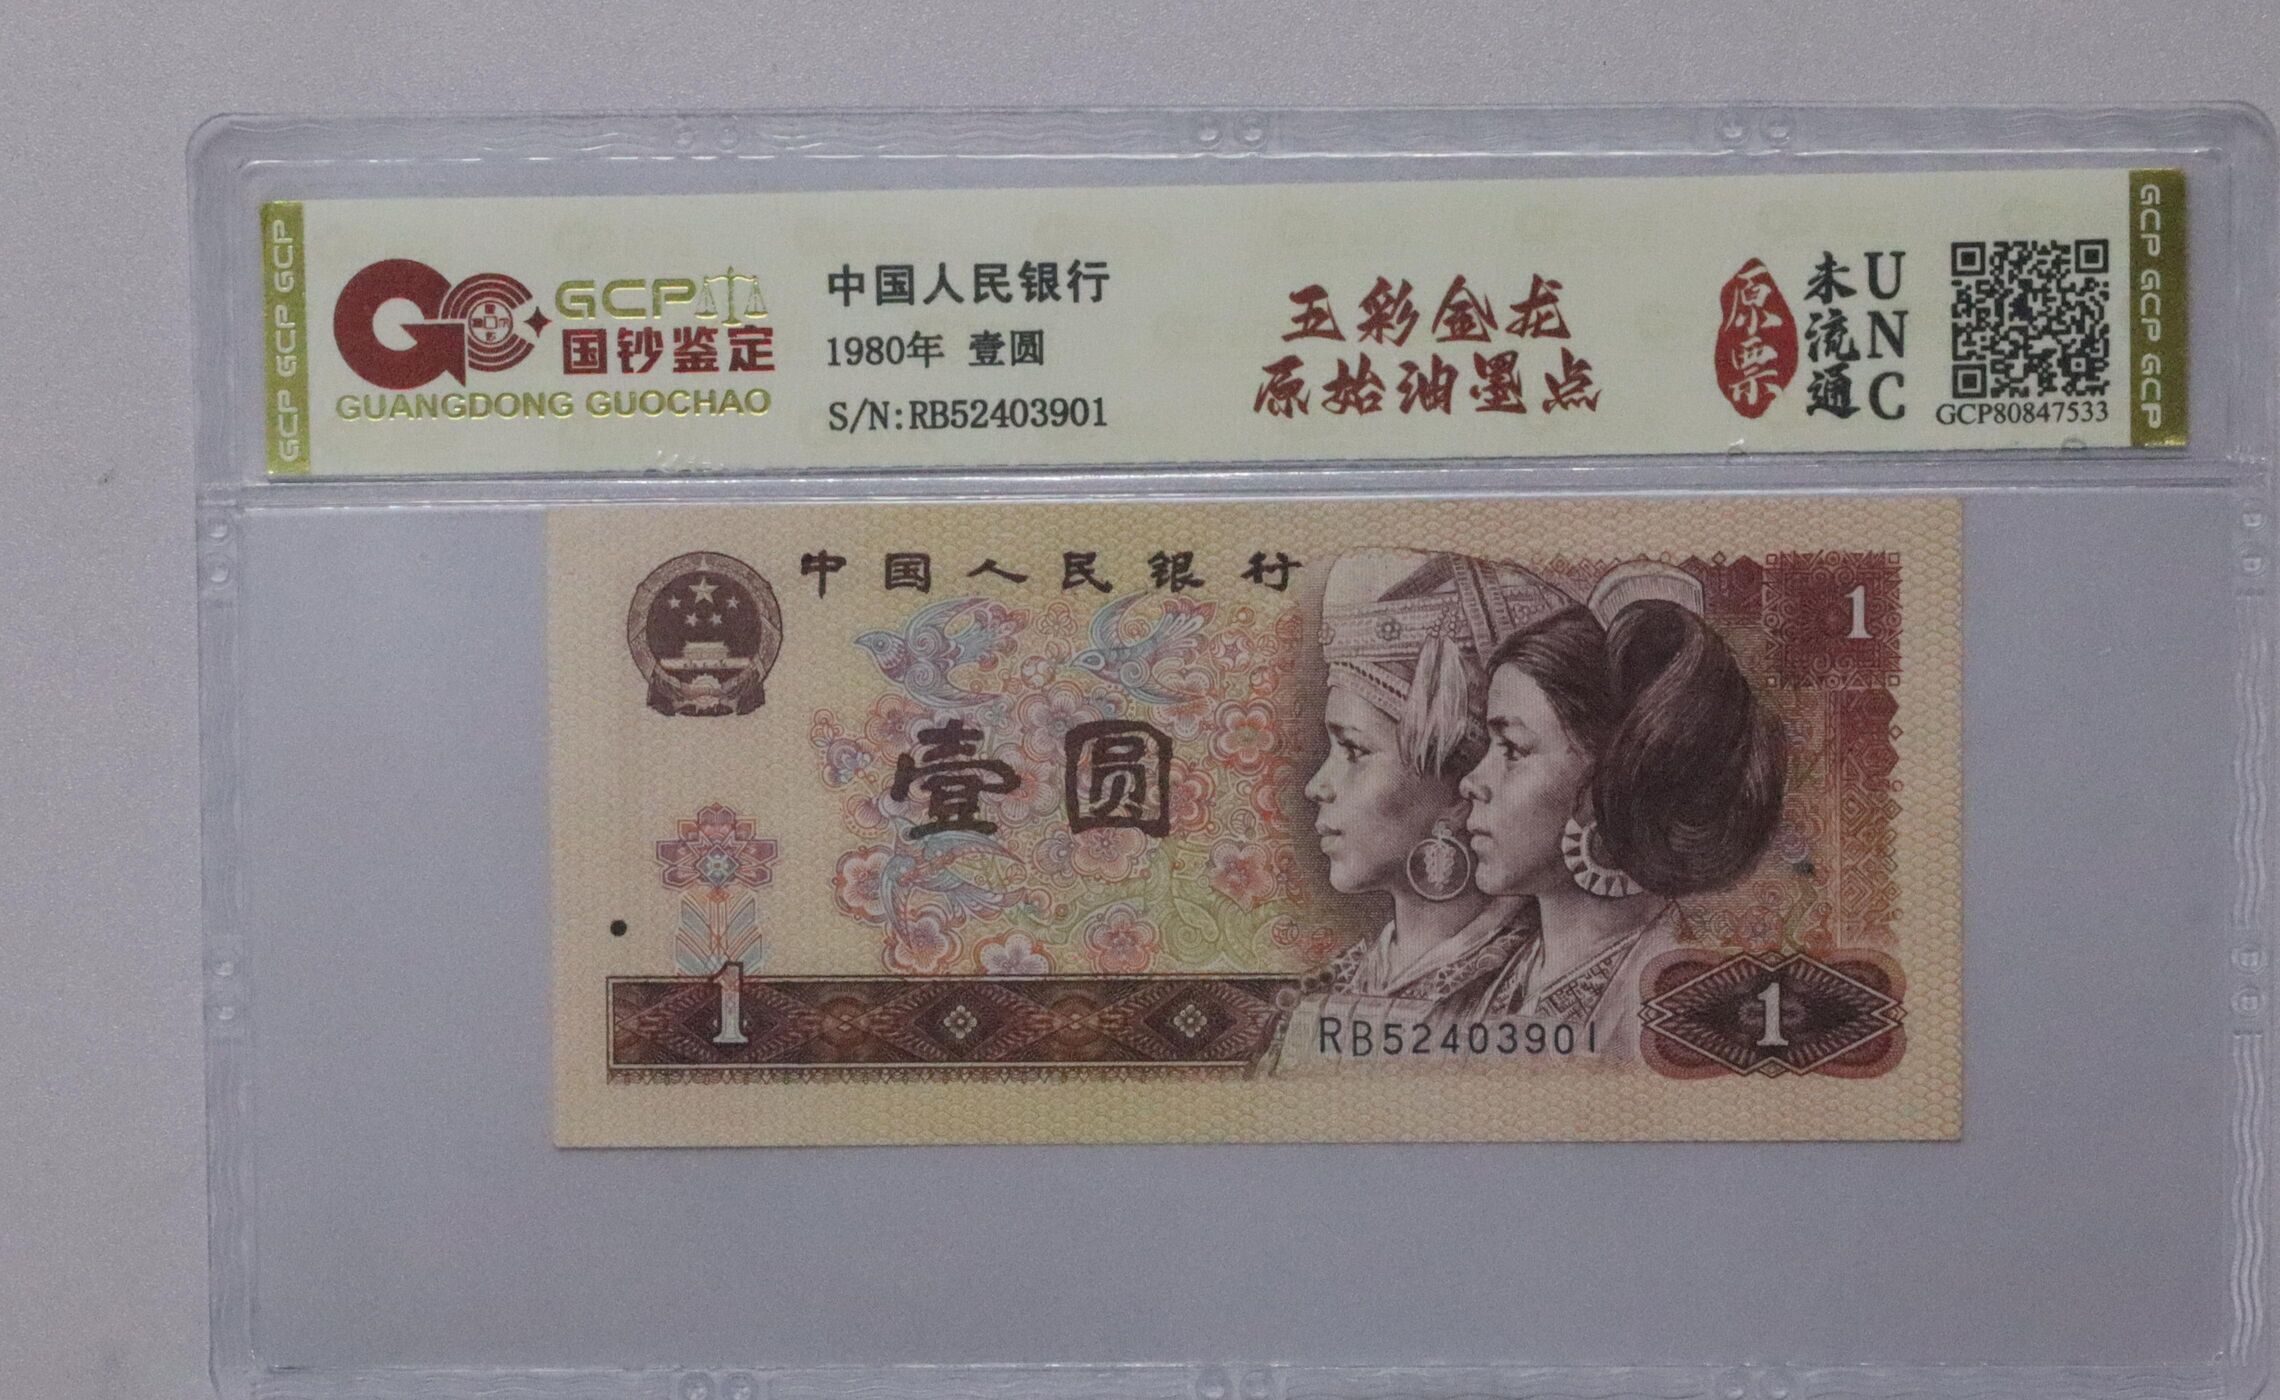 GCP GCP GCP
GCP
国钞鉴定
GUANGDONG GUOCHAO
中国人民银行
1980年 壹圆
S/N:RB52403901
五彩金龙
原始油墨点
原票
未流通
UNC
GCP80847533
GCP GCP GCP
中国人民银行
1
壹圆
1
RB52403901
1